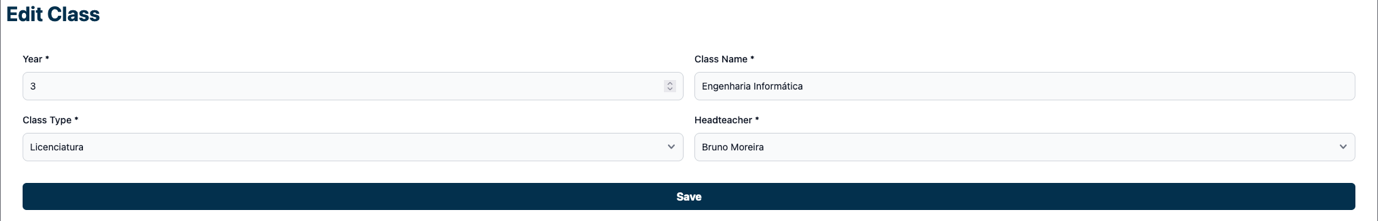 Edit Class
Year *
Class Name *
3
Engenharia Informática
Class Type *
Headteacher *
Licenciatura
Bruno Moreira
Save